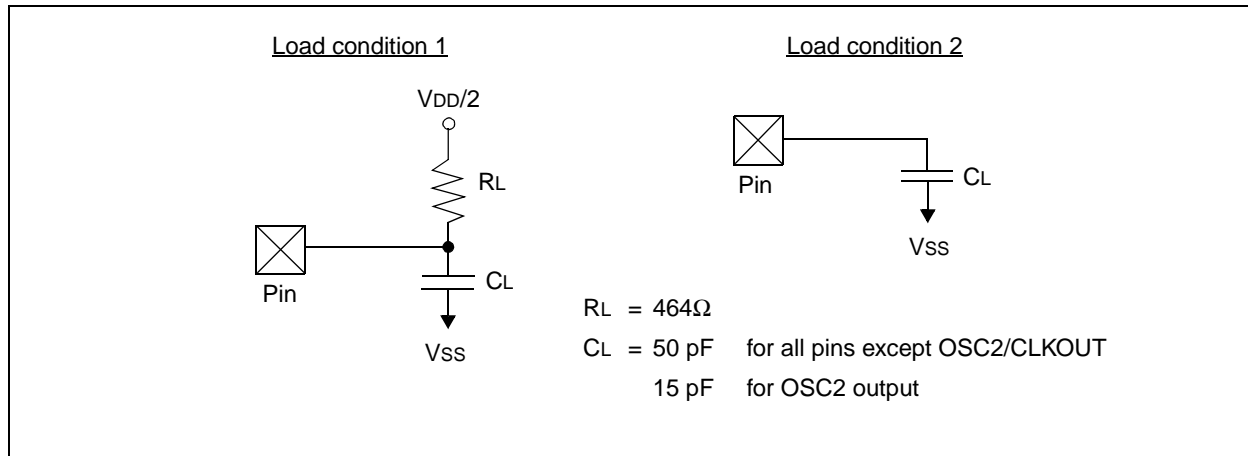 Load condition 1
VDD/2
RL
Pin
CL
VSS
Load condition 2
Pin
CL
VSS
RL = 464Ω
CL = 50 pF for all pins except OSC2/CLKOUT
15 pF for OSC2 output